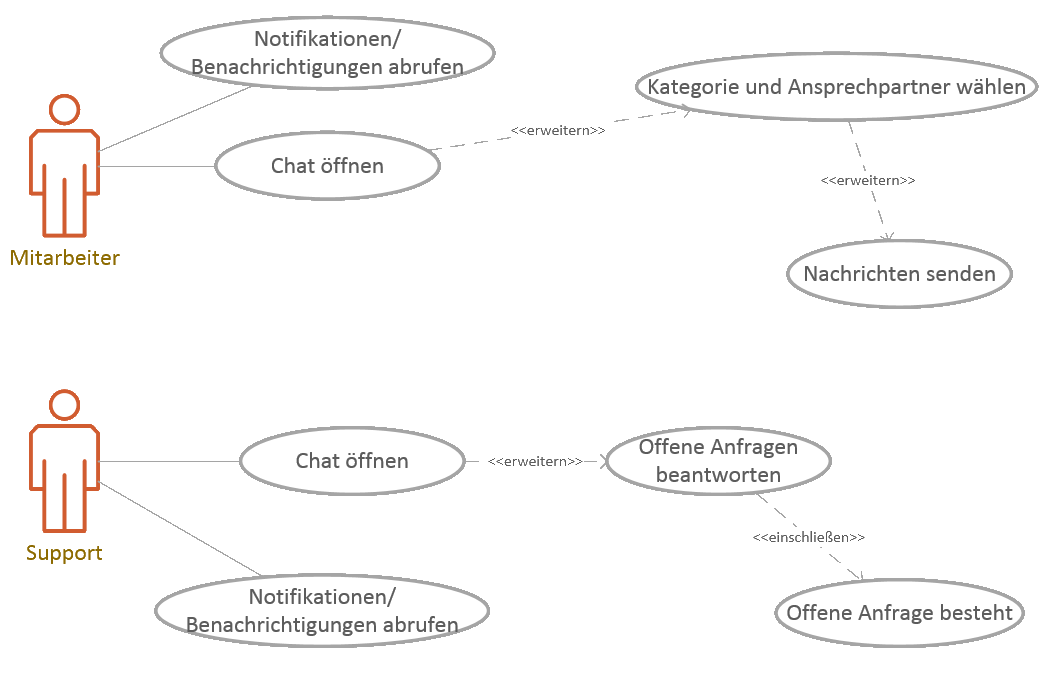 Notifikationen/
Benachrichtigungen abrufen
Kategorie und Ansprechpartner wählen
<<erweitern>>
Chat öffnen
<<erweitern>>
Mitarbeiter
Nachrichten senden
Offene Anfragen
beantworten
Chat öffnen
<<erweitern>>
<<einschließen>>
Support
Notifikationen/
Benachrichtigungen abrufen
Offene Anfrage besteht